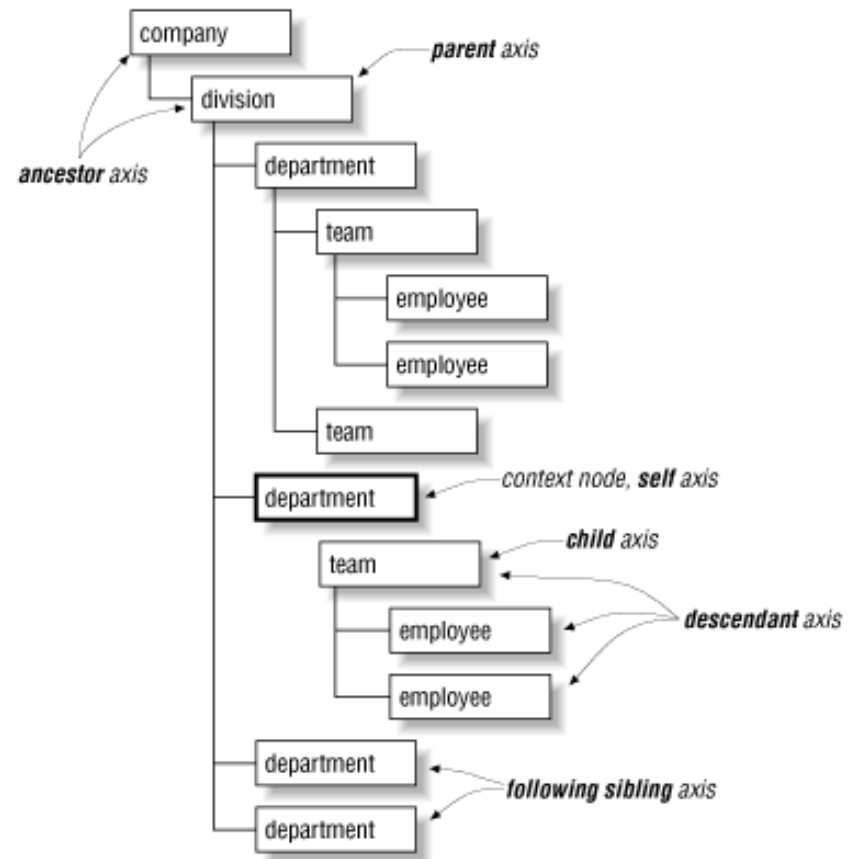 company
parent axis
division
department
ancestor axis
team
employee
employee
team
department
context node, self axis
child axis
team
descendant axis
employee
employee
department
following sibling axis
department